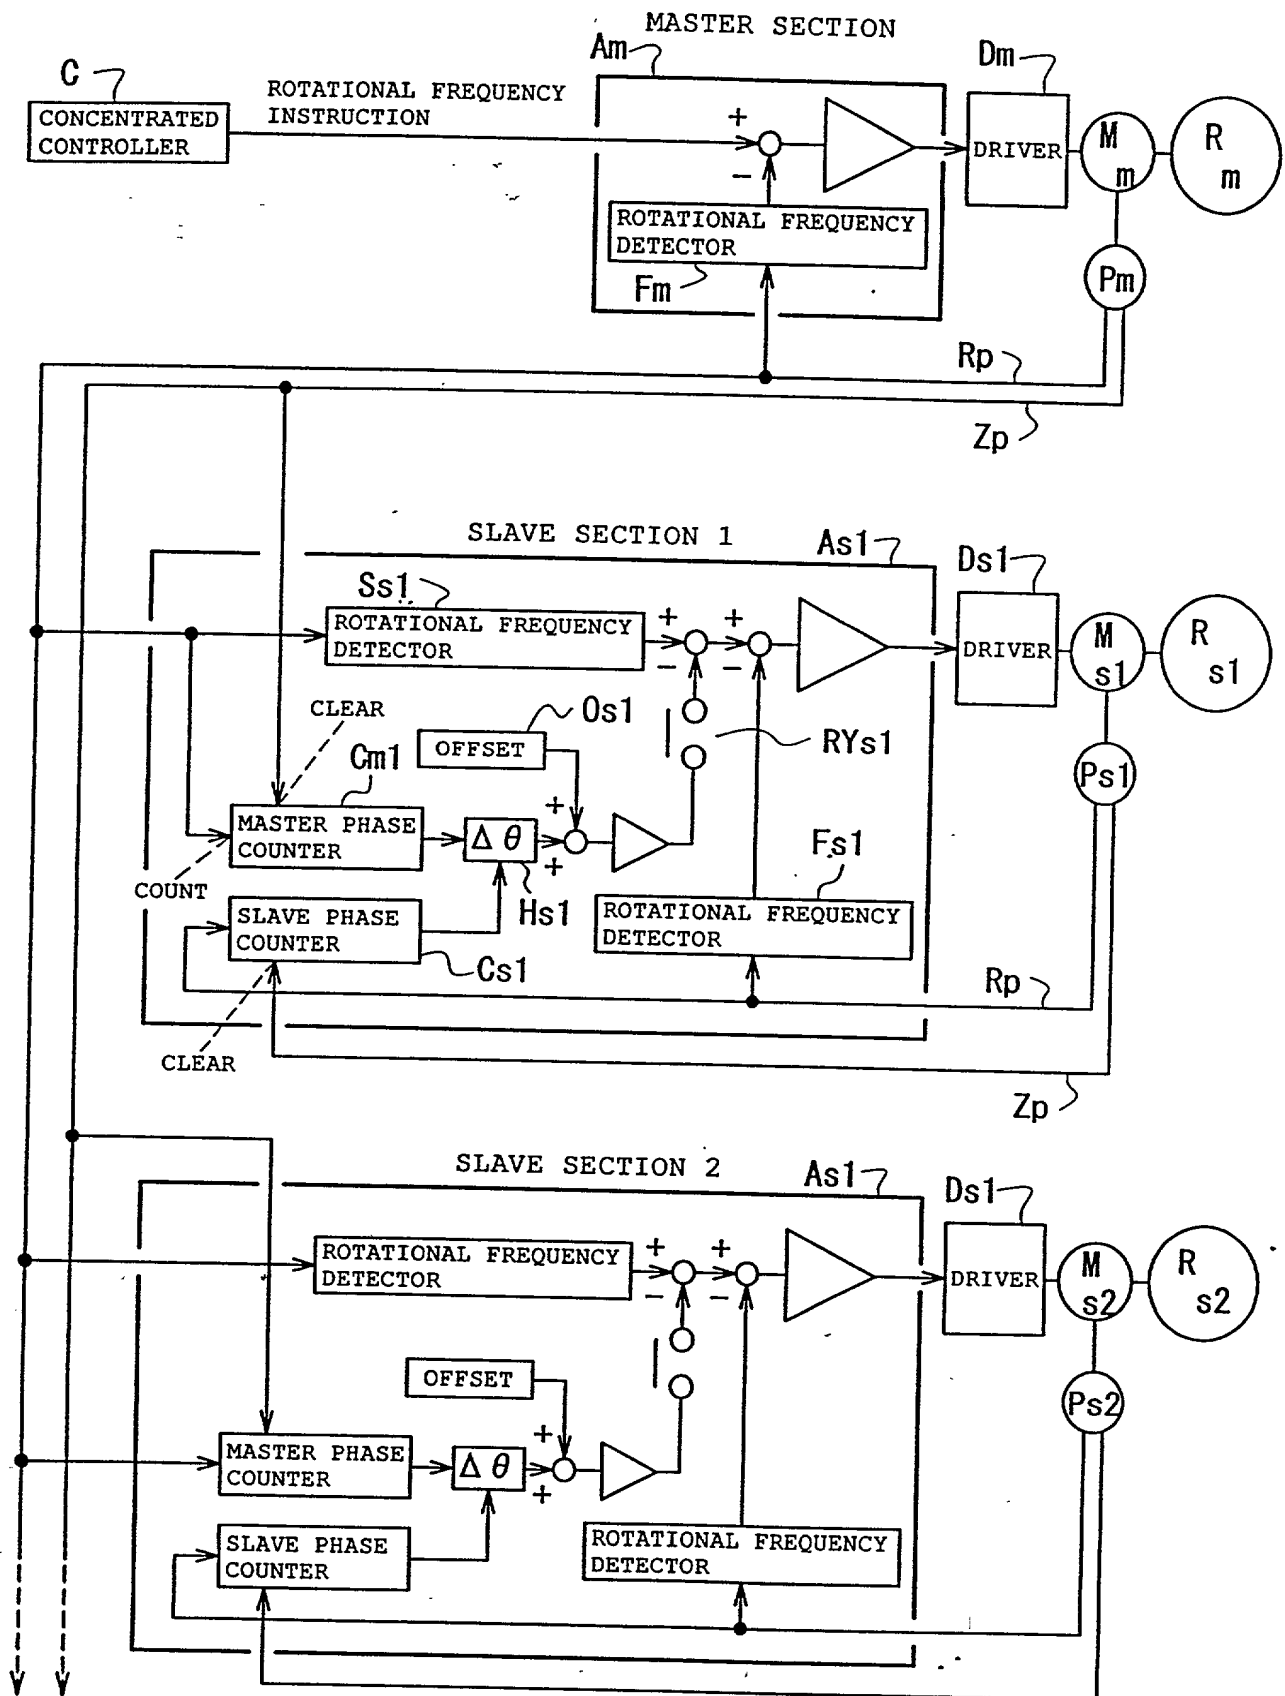 MASTER SECTION
Am
Dm
C
ROTATIONAL FREQUENCY
INSTRUCTION
CONCENTRATED
CONTROLLER
+
−
DRIVER
M
m
R
m
ROTATIONAL FREQUENCY
DETECTOR
Fm
Pm
Rp
Zp
SLAVE SECTION 1
As1
Ds1
Ss1
ROTATIONAL FREQUENCY
DETECTOR
+
−
+
−
DRIVER
M
s1
R
s1
CLEAR
Os1
OFFSET
RYs1
Cm1
Ps1
MASTER PHASE
COUNTER
Δθ
+
+
Fs1
COUNT
Hs1
SLAVE PHASE
COUNTER
ROTATIONAL FREQUENCY
DETECTOR
Cs1
Rp
CLEAR
Zp
SLAVE SECTION 2
As1
Ds1
ROTATIONAL FREQUENCY
DETECTOR
+
−
+
−
DRIVER
M
s2
R
s2
OFFSET
Ps2
MASTER PHASE
COUNTER
Δθ
+
+
SLAVE PHASE
COUNTER
ROTATIONAL FREQUENCY
DETECTOR